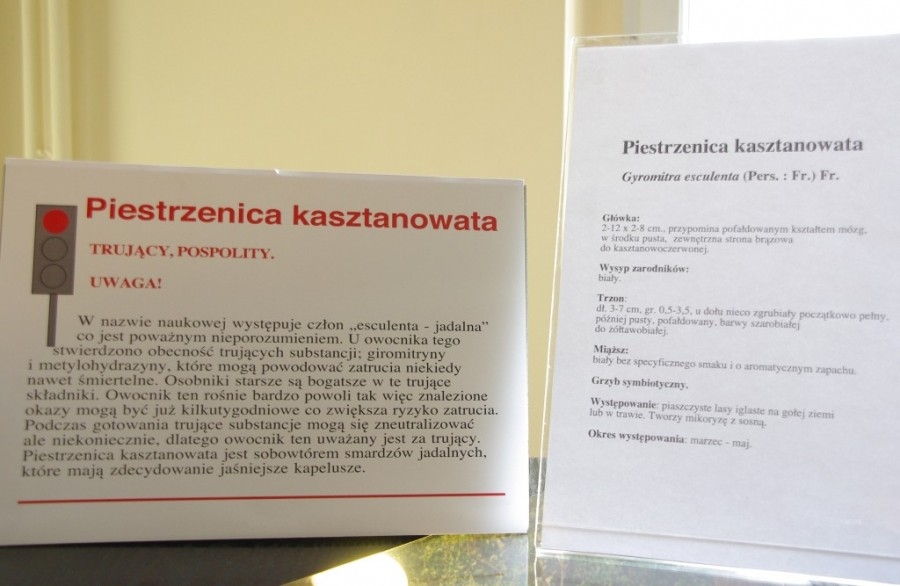 Piestrzenica kasztanowata
TRUJĄCY, POSPOLITY.
UWAGA!
W nazwie naukowej występuje człon „esculenta - jadalna”
co jest poważnym nieporozumieniem. U owocnika tego
stwierdzono obecność trujących substancji; giromitryny
i metylohydrazyny, które mogą powodować zatrucia niekiedy
nawet śmiertelne. Osobniki starsze są bogatsze w te trujące
składniki. Owocnik ten rośnie bardzo powoli tak więc znalezione
okazy mogą być już kilkutygodniowe co zwiększa ryzyko zatrucia.
Podczas gotowania trujące substancje mogą się zneutralizować
ale niekoniecznie, dlatego owocnik ten uważany jest za trujący.
Piestrzenica kasztanowata jest sobowtórem smardzów jadalnych,
które mają zdecydowanie jaśniejsze kapelusze.
Piestrzenica kasztanowata
Gyromitra esculenta (Pers. : Fr.) Fr.
Główka:
2-12 x 2-8 cm., przypomina pofałdowanym kształtem mózg,
w środku pusta, zewnętrzna strona brązowa
do kasztanowoczerwonej.
Wysyp zarodników:
biały.
Trzon:
dł. 3-7 cm, gr. 0,5-3,5, u dołu nieco zgrubiały początkowo pełny,
później pusty, pofałdowany, barwy szarobiałej
do żółtawobiałej.
Miąższ:
biały bez specyficznego smaku i o aromatycznym zapachu.
Grzyb symbiotyczny.
Występowanie: piaszczyste lasy iglaste na gołej ziemi
lub w trawie. Tworzy mikoryzę z sosną.
Okres występowania: marzec - maj.